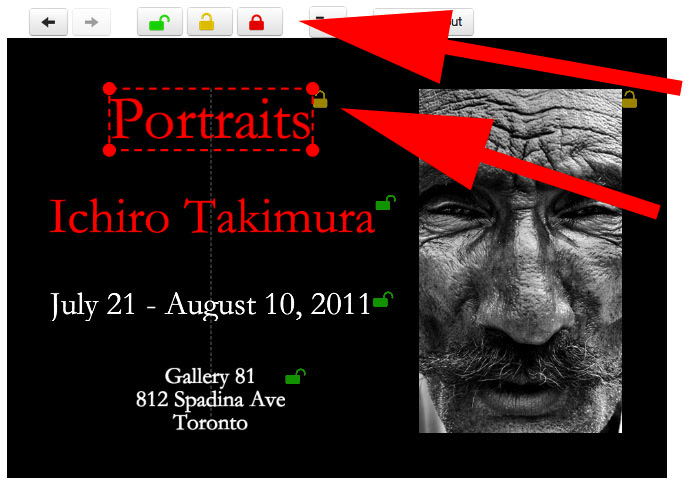 Portraits
Ichiro Takimura
July 21 - August 10, 2011
Gallery 81
812 Spadina Ave
Toronto